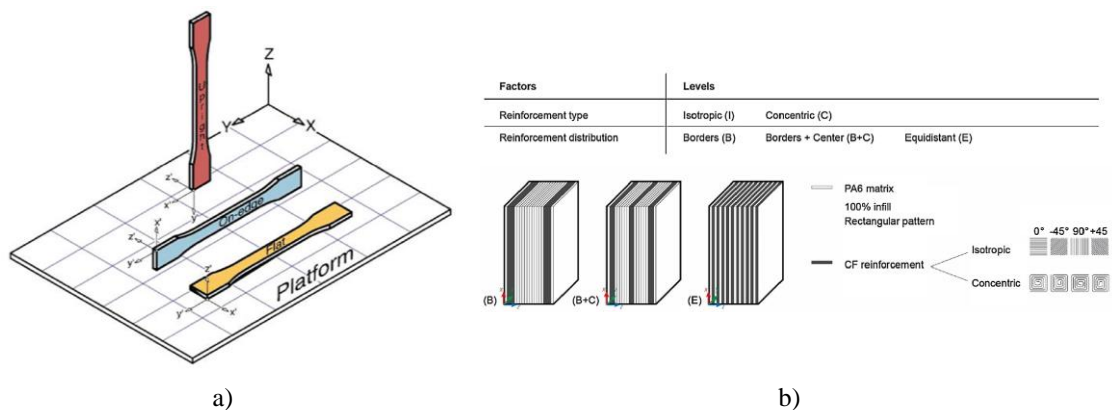 Z
Y
X
Upright
z'
x'
y'
On-edge
x'
z'
y'
Flat
z'
y'
x'
Platform
a)
Factors Levels
Reinforcement type Isotropic (I) Concentric (C)
Reinforcement distribution Borders (B) Borders + Center (B+C) Equidistant (E)
PA6 matrix
100% infill
Rectangular pattern
0° -45° 90° +45
Isotropic
CF reinforcement
Concentric
(B) (B+C) (E)
b)